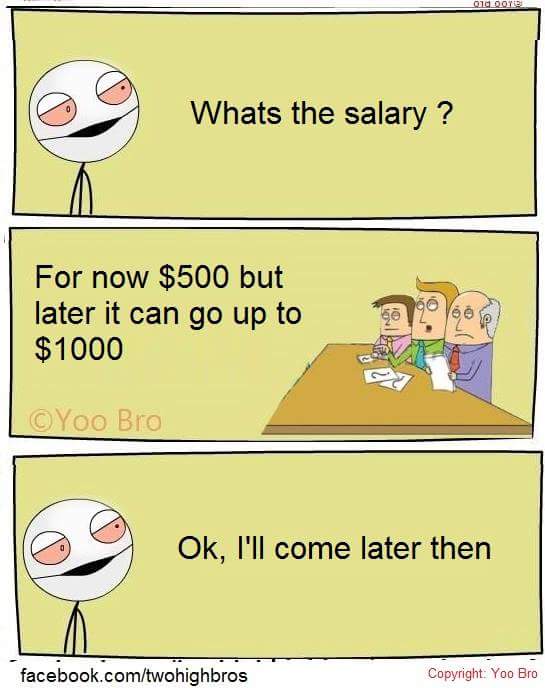 Whats the salary ?
For now $500 but
later it can go up to
$1000
©Yoo Bro
Ok, I'll come later then
facebook.com/twohighbros
Copyright: Yoo Bro